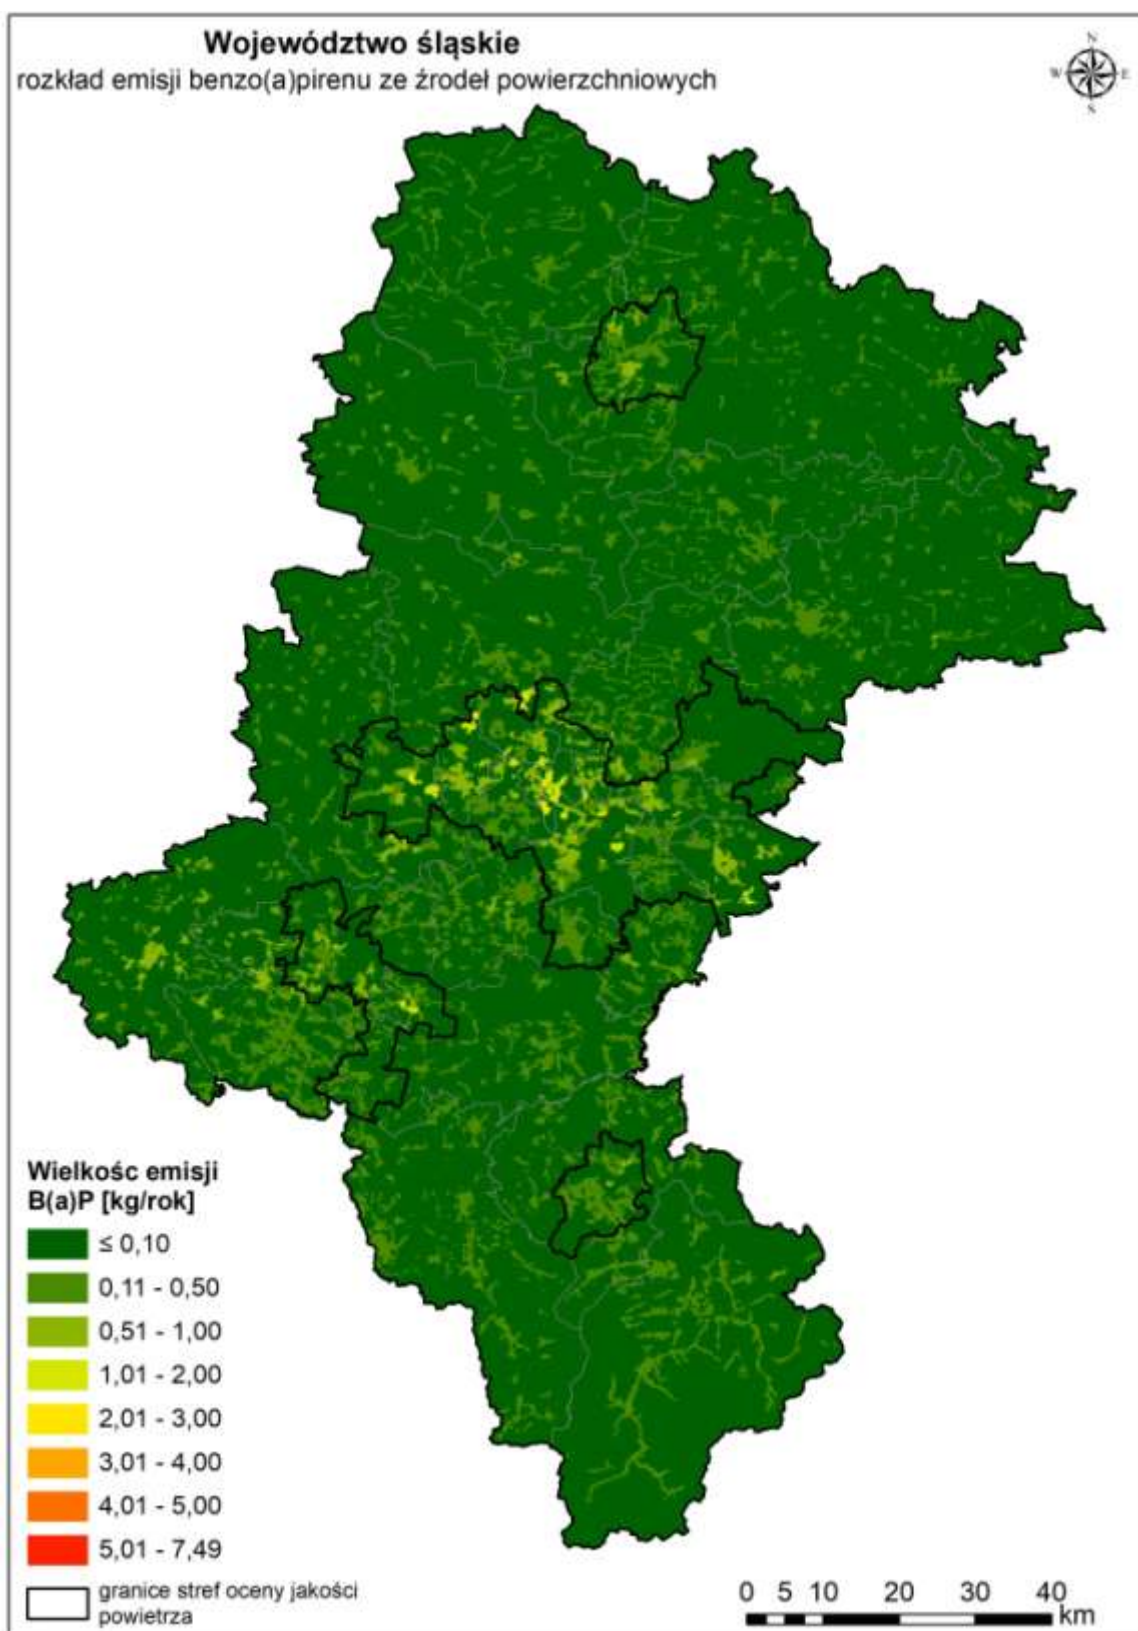 Województwo śląskie
rozkład emisji benzo(a)pirenu ze źrodeł powierzchniowych
N
W E
S
Wielkośc emisji
B(a)P [kg/rok]
≤ 0,10
0,11 - 0,50
0,51 - 1,00
1,01 - 2,00
2,01 - 3,00
3,01 - 4,00
4,01 - 5,00
5,01 - 7,49
granice stref oceny jakości
powietrza
0 5 10 20 30 40
km